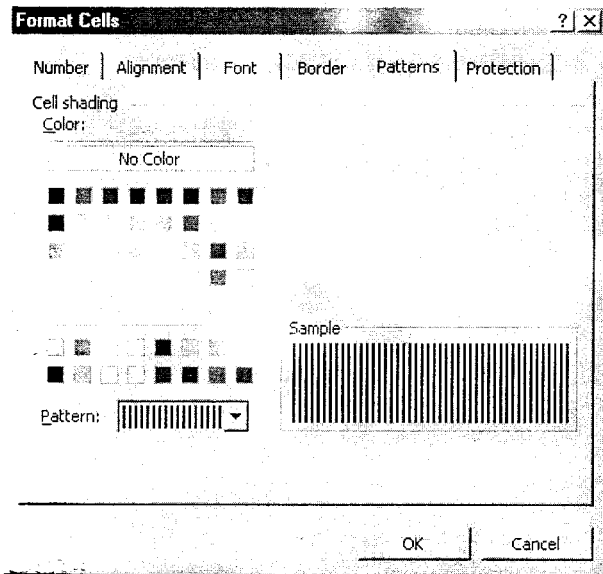 Format Cells ? ×
Number Alignment Font Border Patterns Protection
Cell shading
Color:
No Color
Sample
Pattern:
OK Cancel